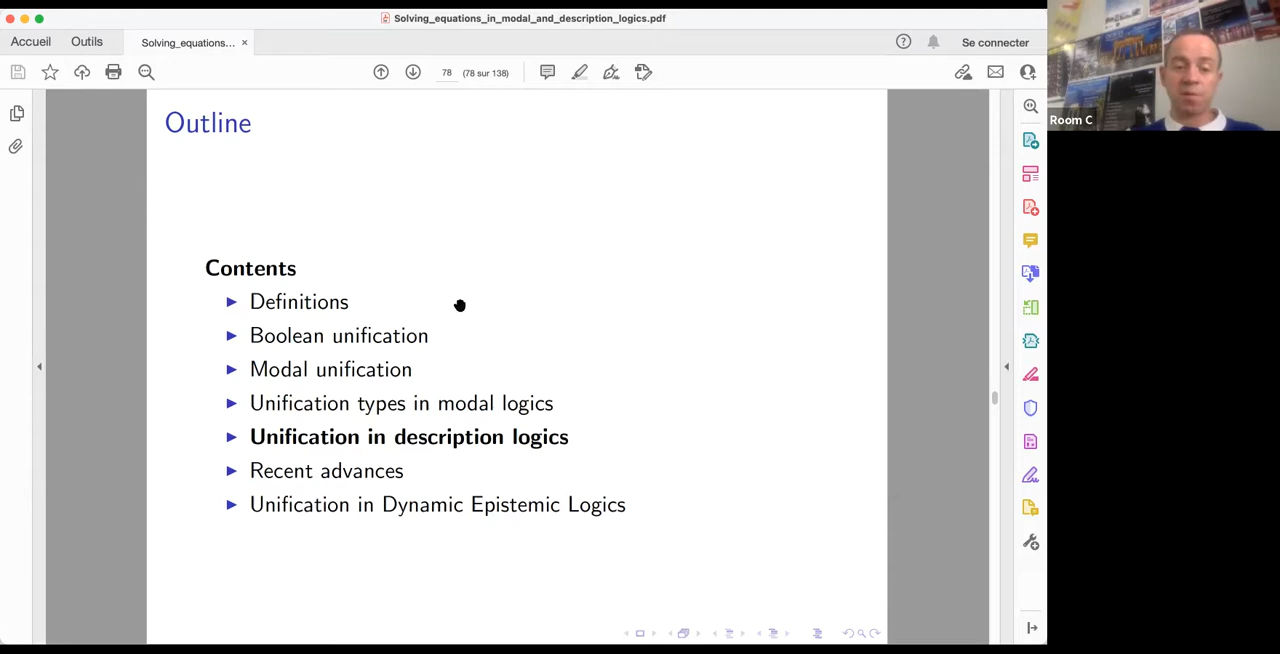 Solving_equations_in_modal_and_description_logics.pdf
Accueil
Outils
Solving_equations...
×
Se connecter
78
(78 sur 138)
Room C
Outline
Contents
Definitions
Boolean unification
Modal unification
Unification types in modal logics
Unification in description logics
Recent advances
Unification in Dynamic Epistemic Logics